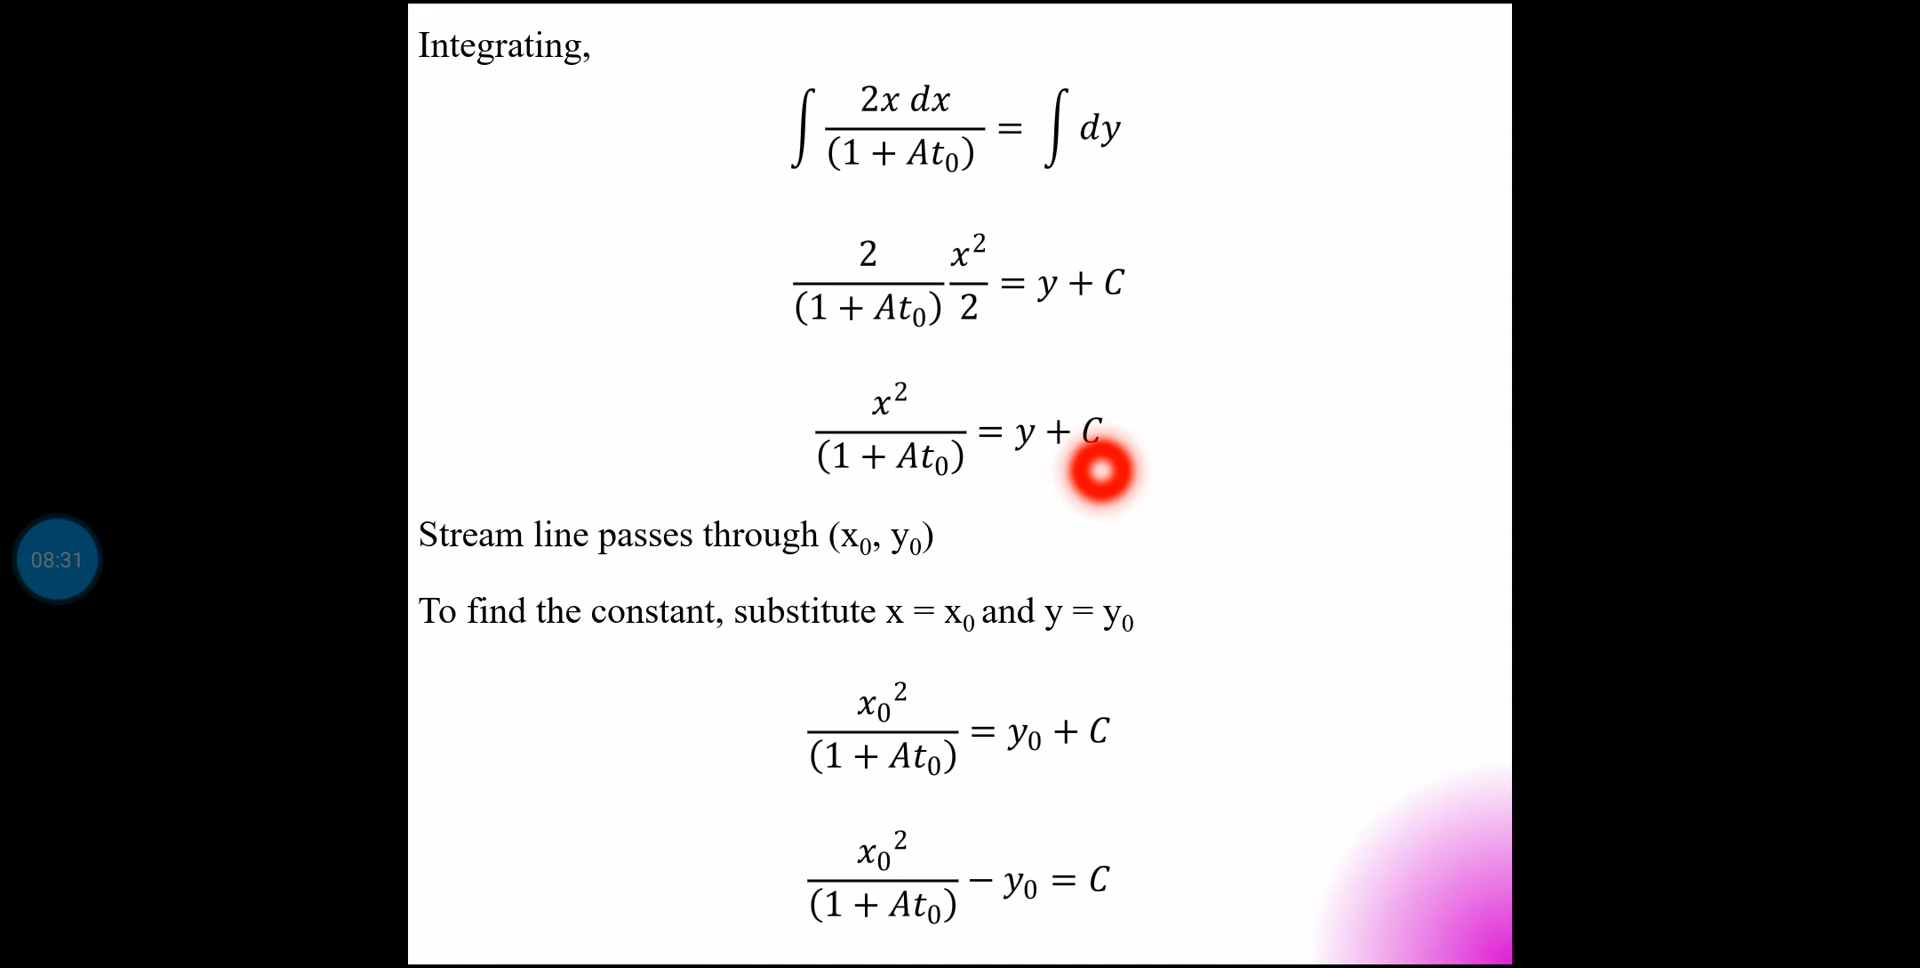 Integrating,
∫ 2x dx / (1 + At₀) = ∫ dy
2 / (1 + At₀) x² / 2 = y + C
x² / (1 + At₀) = y + C
Stream line passes through (x₀, y₀)
To find the constant, substitute x = x₀ and y = y₀
x₀² / (1 + At₀) = y₀ + C
x₀² / (1 + At₀) − y₀ = C
08:31